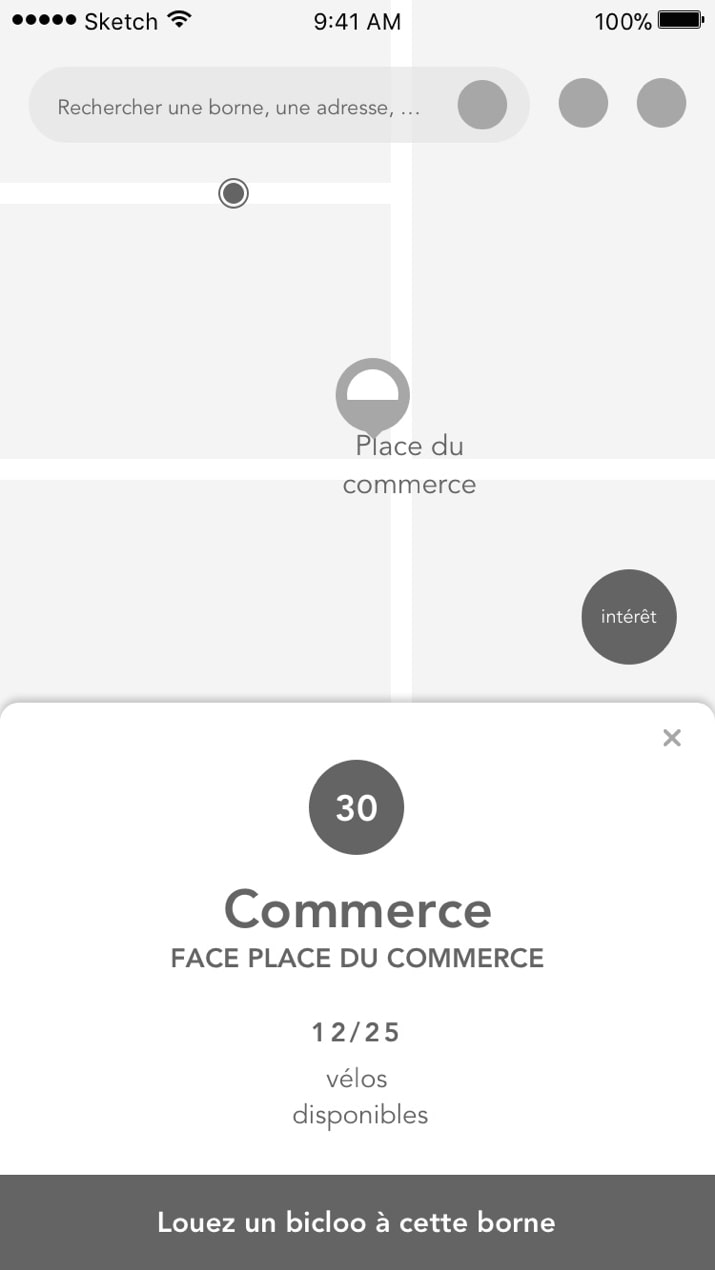 Sketch 9:41 AM 100%
Rechercher une borne, une adresse, …
Place du
commerce
intérêt
30
Commerce
FACE PLACE DU COMMERCE
12/25
vélos
disponibles
Louez un bicloo à cette borne